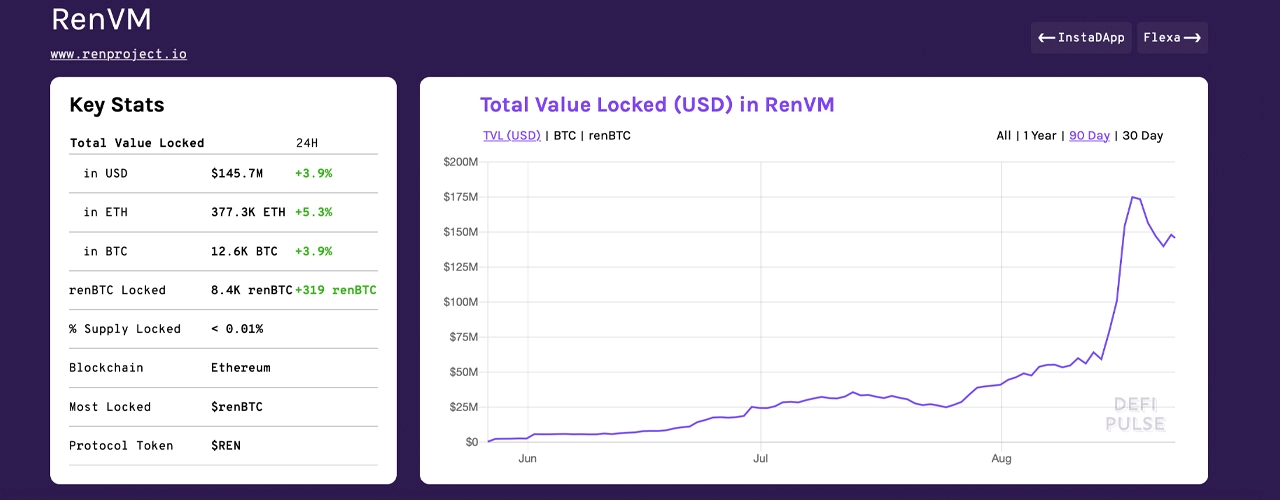 RenVM
www.renproject.io
←InstaDApp Flexa→
Key Stats
Total Value Locked 24H
in USD $145.7M +3.9%
in ETH 377.3K ETH +5.3%
in BTC 12.6K BTC +3.9%
renBTC Locked 8.4K renBTC +319 renBTC
% Supply Locked < 0.01%
Blockchain Ethereum
Most Locked $renBTC
Protocol Token $REN
Total Value Locked (USD) in RenVM
TVL (USD) | BTC | renBTC All | 1 Year | 90 Day | 30 Day
$200M
$175M
$150M
$125M
$100M
$75M
$50M
$25M
$0
DEFI
PULSE
Jun Jul Aug